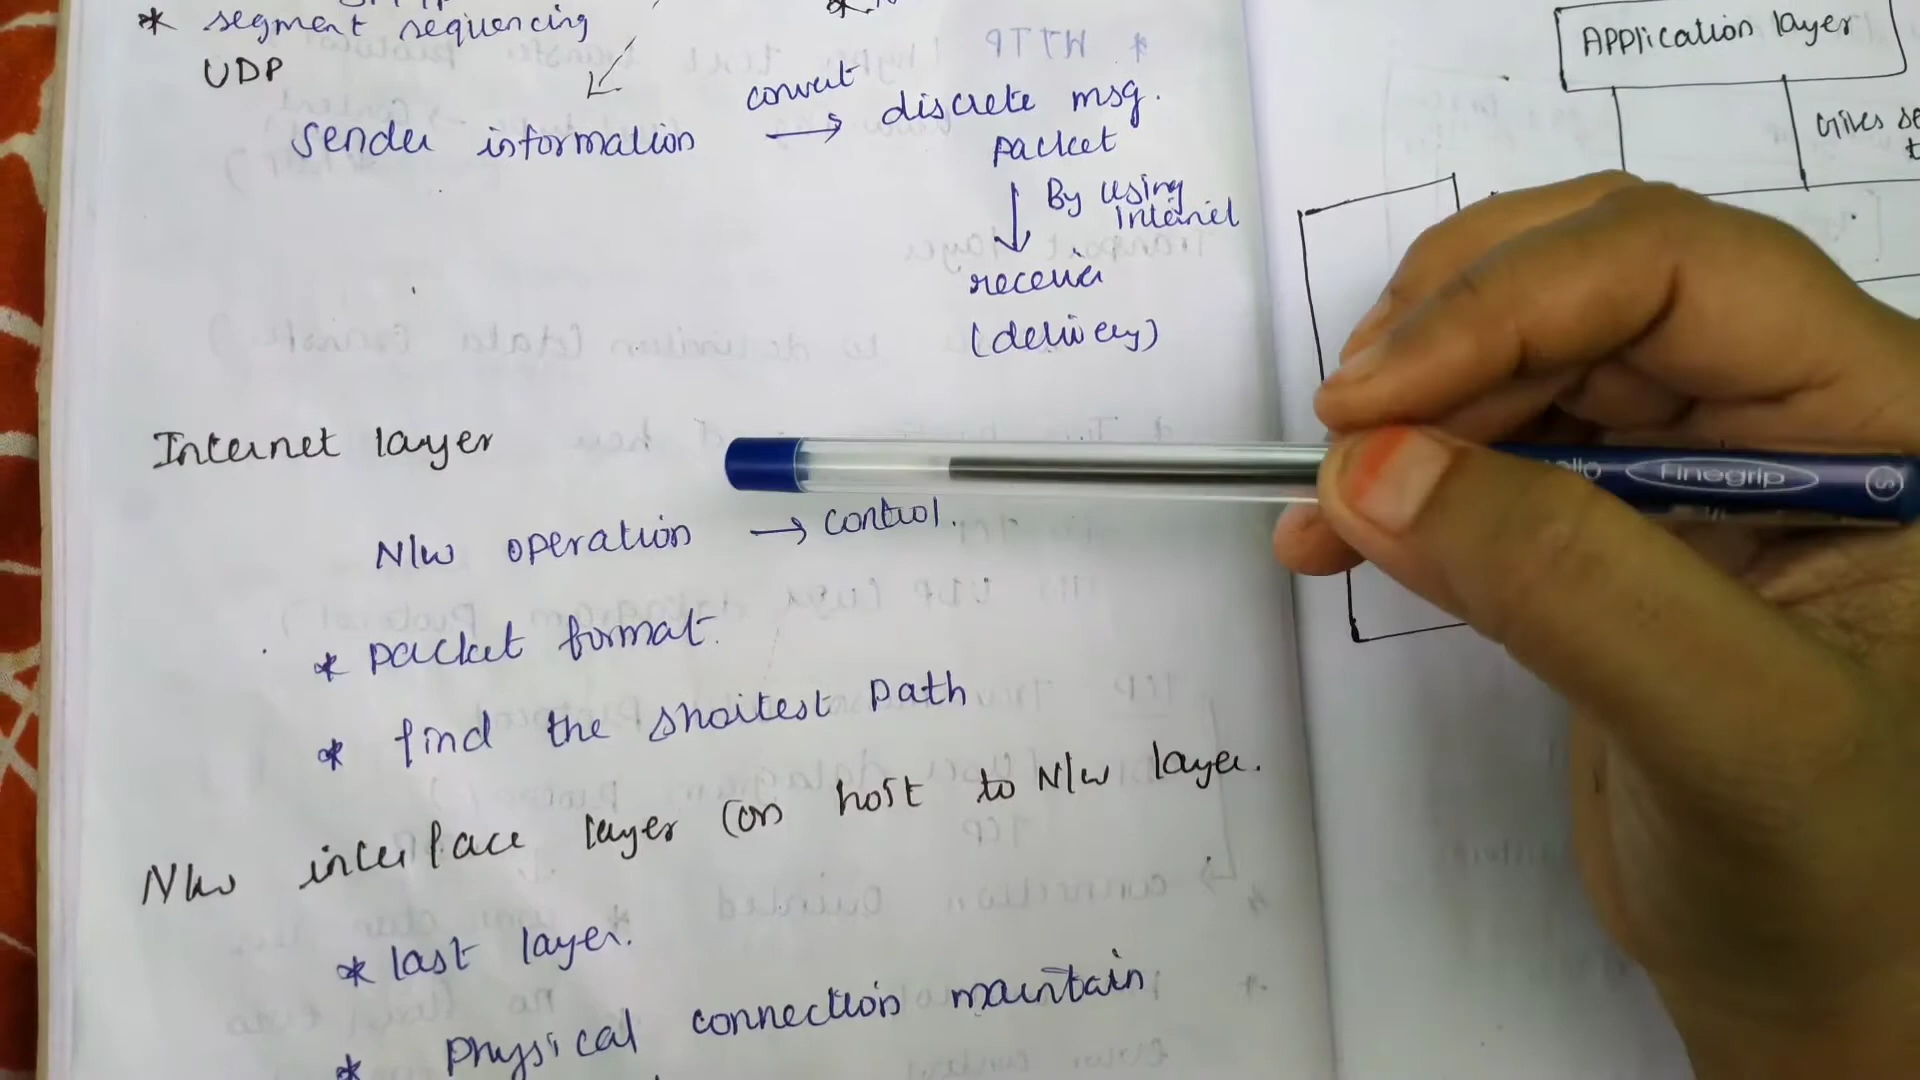 * segment sequencing
UDP
sender information
convert
→ discrete msg.
packet
↓ By using
internet
receiver
(delivery)
Internet layer
N/w operation → control.
* packet format.
* find the shortest path
N/w interface layer (or host to N/w layer.
* last layer.
* physical connection maintain
Application layer
Gives se
Finegrip